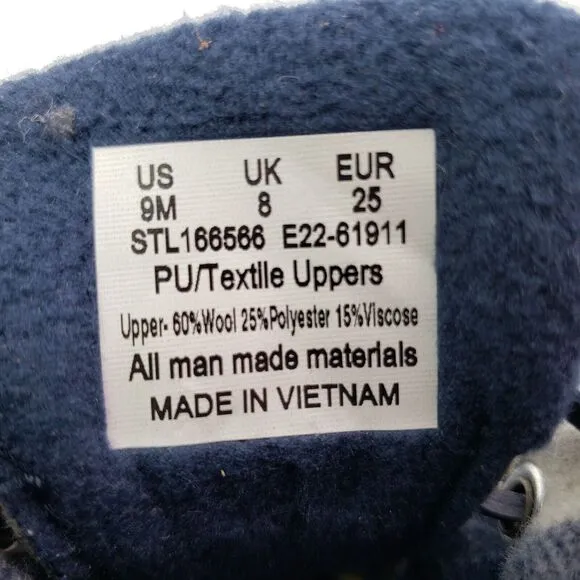 US UK EUR
9M 8 25
STL166566 E22-61911
PU/Textile Uppers
Upper- 60%Wool 25%Polyester 15%Viscose
All man made materials
MADE IN VIETNAM